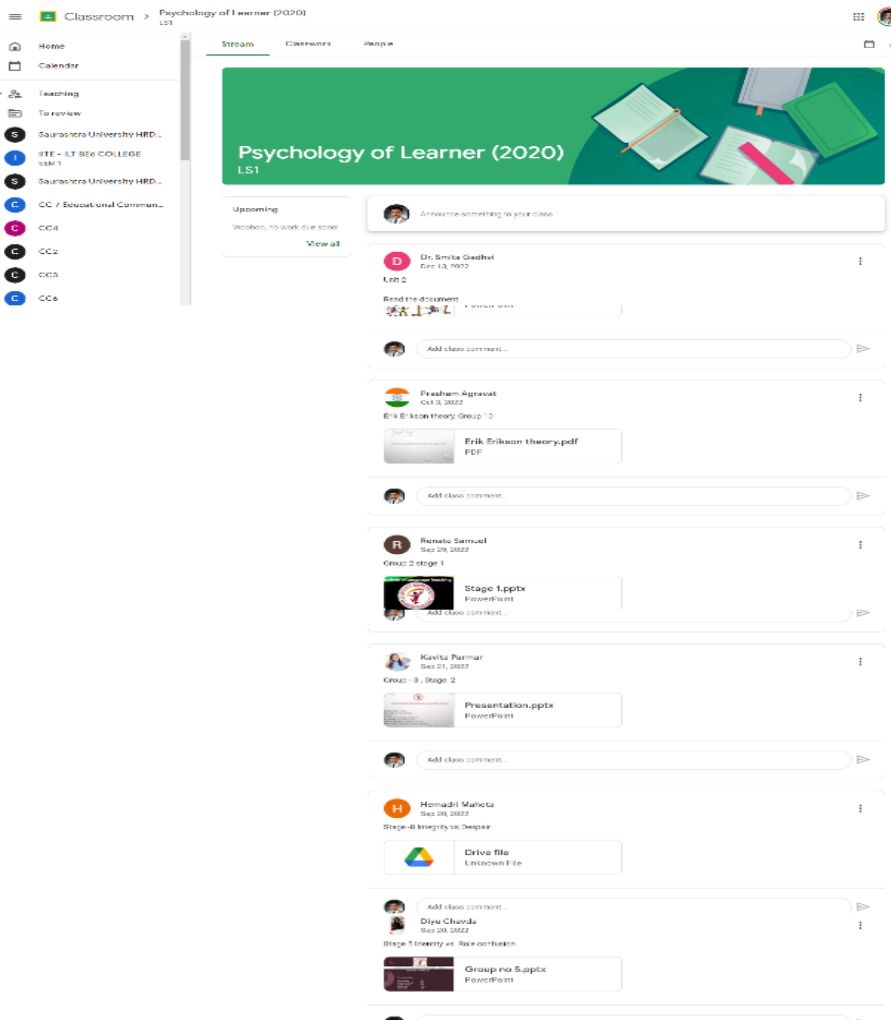 Classroom > Psychology of Learner (2020)
LS1
Home
Calendar
Teaching
To review
S Saurashtra University HRD...
I IITE - ILT BEd COLLEGE
SEM 1
S Saurashtra University HRD...
C CC 7 Educational Commun...
C CC4
C CC2
C CC3
C CC6
Stream Classwork People
Psychology of Learner (2020)
LS1
Upcoming
Woohoo, no work due soon!
View all
Announce something to your class
D Dr. Smita Gadhvi
Dec 13, 2022
Unit 2
Read the document
Add class comment...
Prasham Agravat
Oct 3, 2022
Erik Erikson theory, Group 10
Erik Erikson theory.pdf
PDF
Add class comment...
R Renata Samuel
Sep 29, 2022
Group 2 stage 1
Stage 1.pptx
PowerPoint
Add class comment...
Kavita Parmar
Sep 21, 2022
Group - 3 , Stage 2
Presentation.pptx
PowerPoint
Add class comment...
H Hemadri Maheta
Sep 20, 2022
Stage -8 Integrity vs Despair
Drive file
Unknown File
Add class comment...
Diyu Chavda
Sep 20, 2022
Stage 5 Identity vs. Role confusion
Group no 5.pptx
PowerPoint